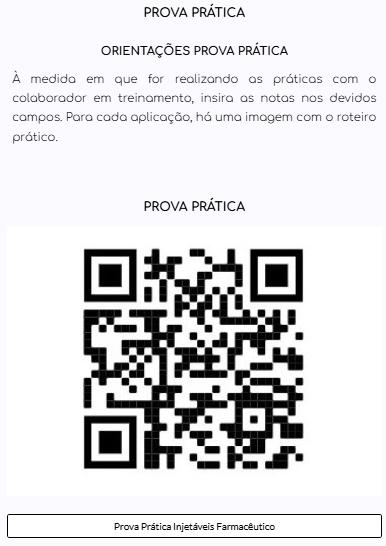 PROVA PRÁTICA
ORIENTAÇÕES PROVA PRÁTICA
À medida em que for realizando as práticas com o
colaborador em treinamento, insira as notas nos devidos
campos. Para cada aplicação, há uma imagem com o roteiro
prático.
PROVA PRÁTICA
Prova Prática Injetáveis Farmacêutico